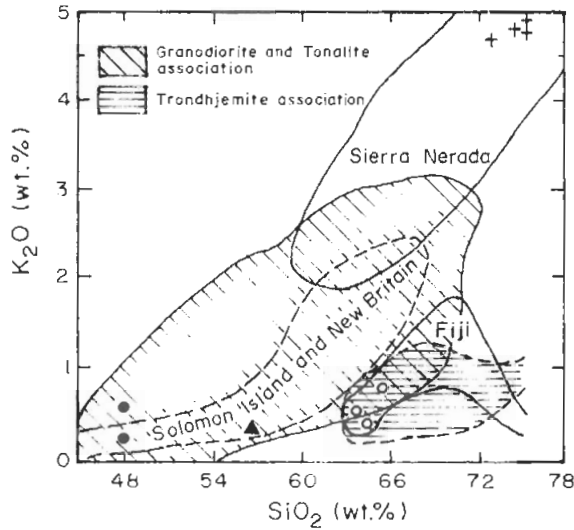 5
4
3
2
1
0
K2O (wt.%)
Granodiorite and Tonalite
association
Trondhjemite association
Sierra Nerada
Solomon Island and New Britain
Fiji
48
54
60
66
72
78
SiO2 (wt.%)